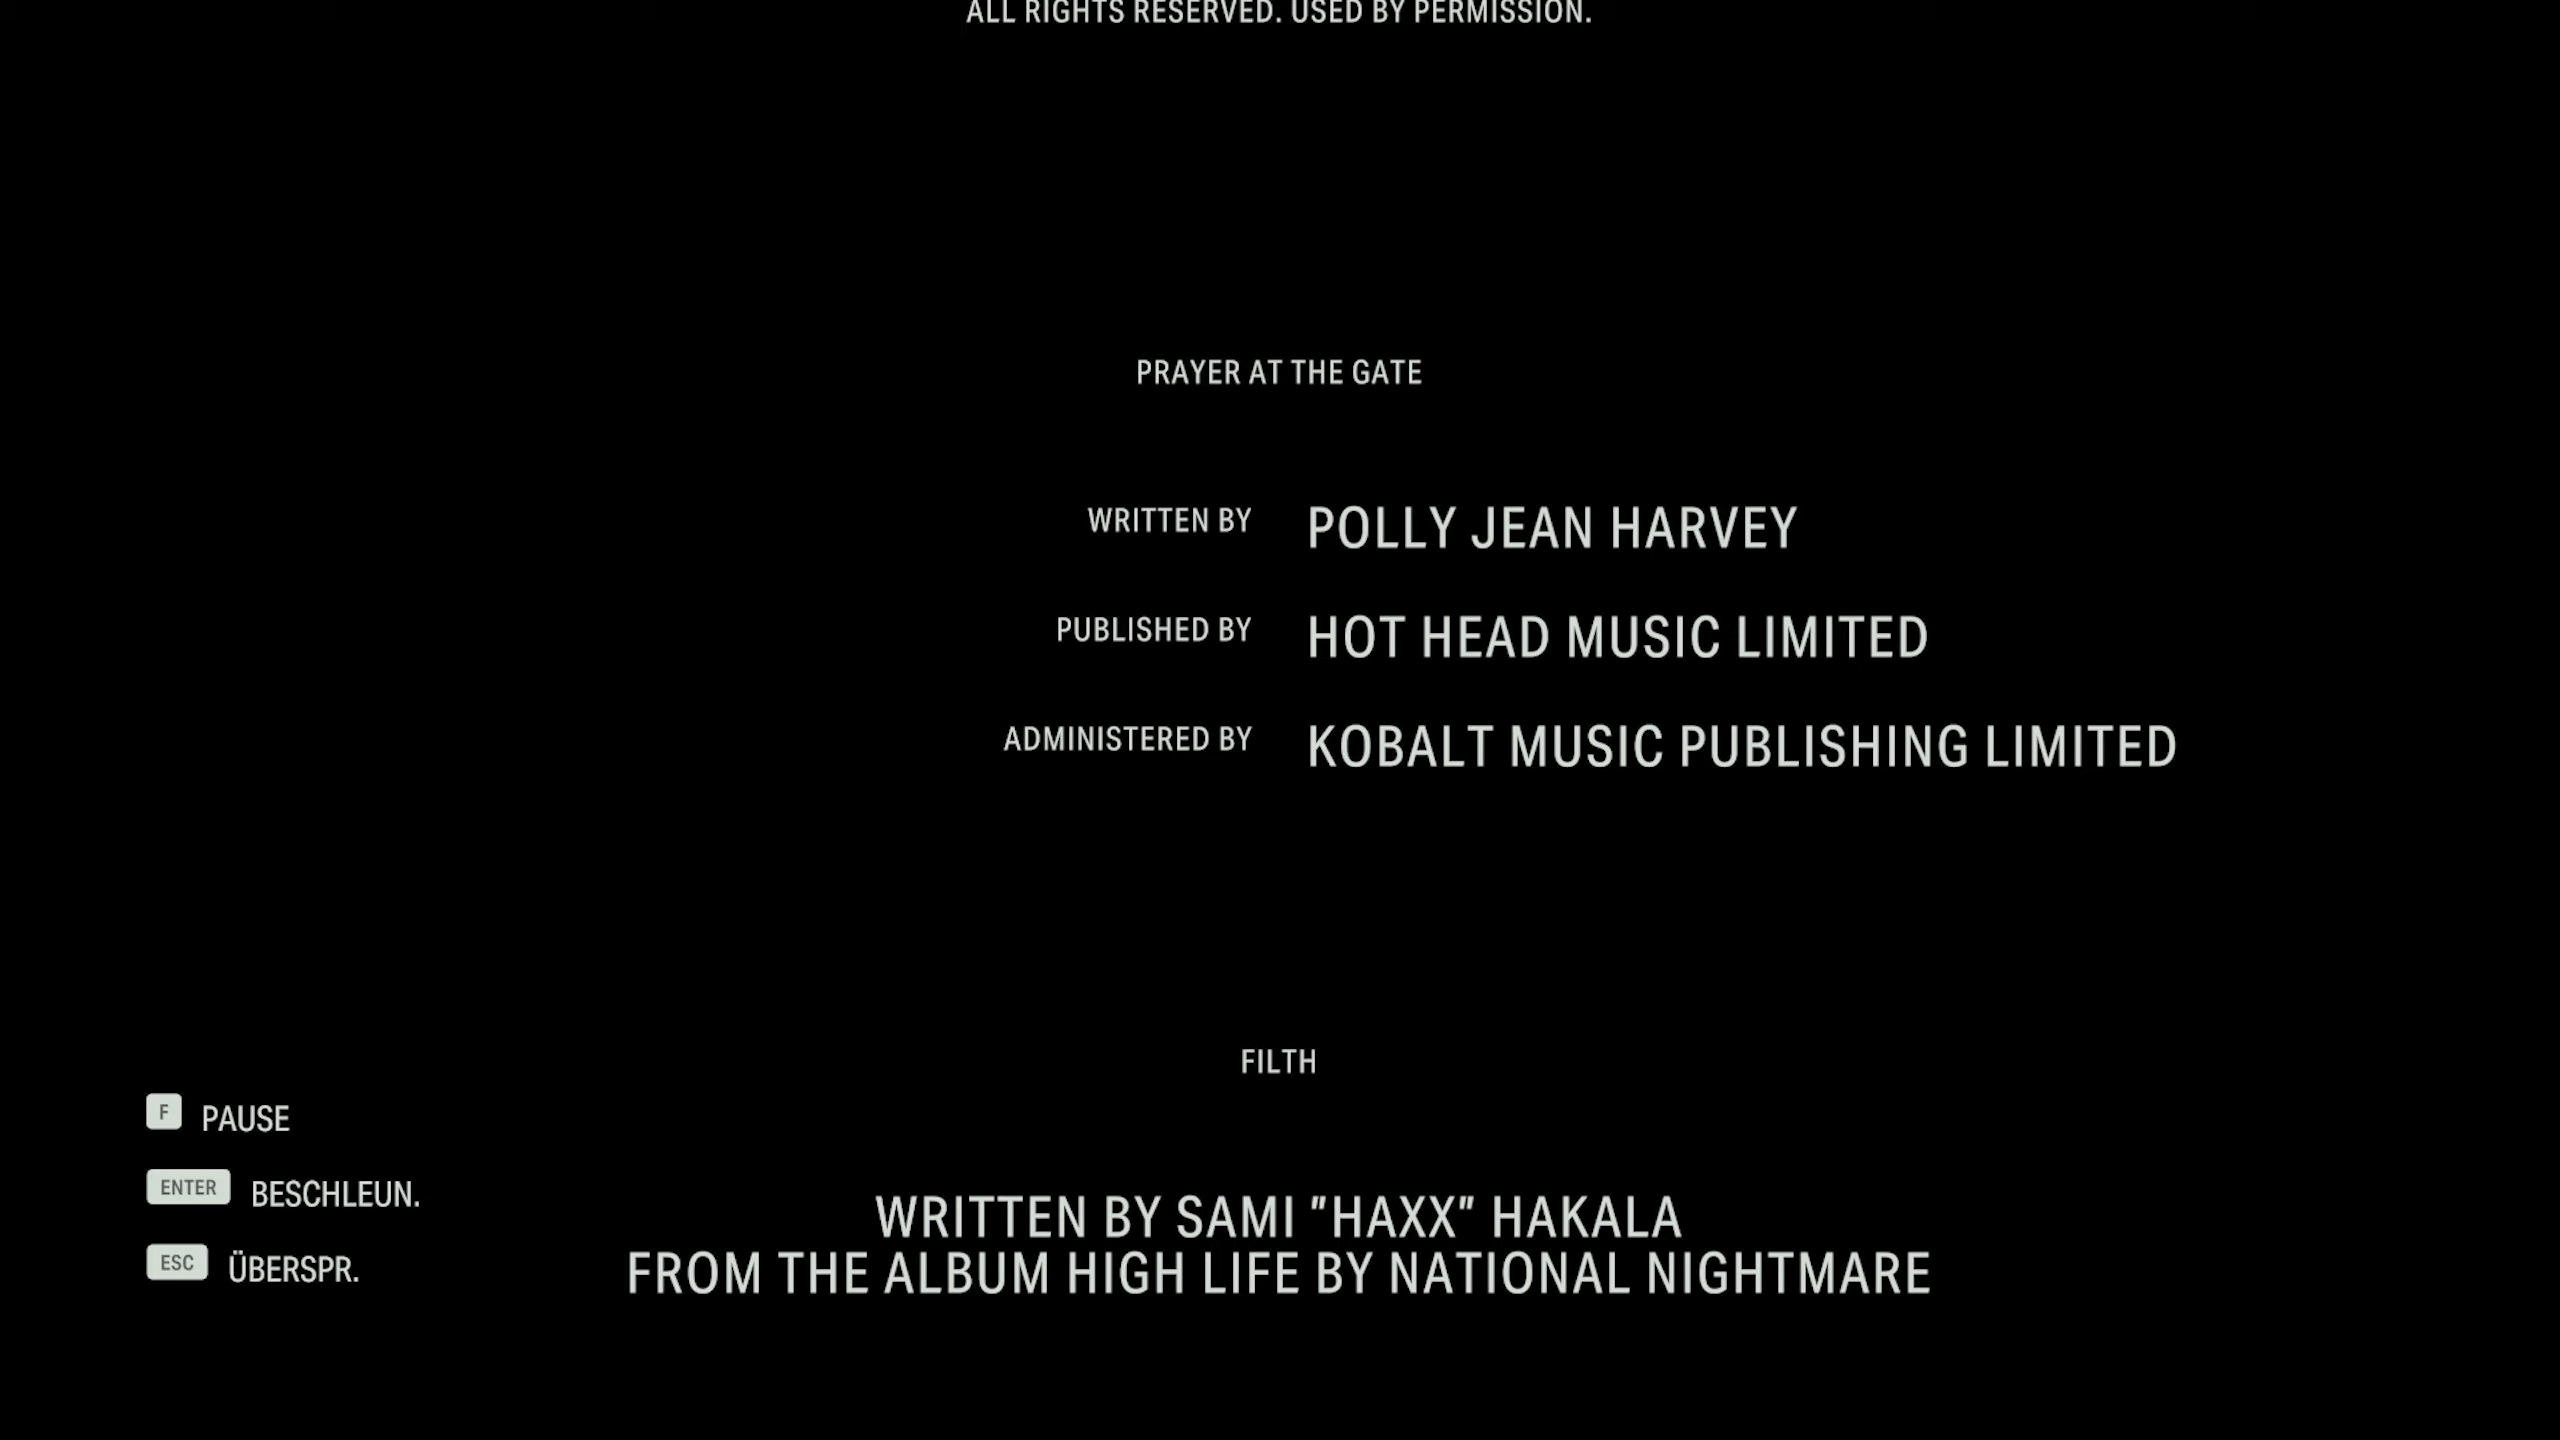 ALL RIGHTS RESERVED. USED BY PERMISSION.
PRAYER AT THE GATE
WRITTEN BY POLLY JEAN HARVEY
PUBLISHED BY HOT HEAD MUSIC LIMITED
ADMINISTERED BY KOBALT MUSIC PUBLISHING LIMITED
FILTH
WRITTEN BY SAMI "HAXX" HAKALA
FROM THE ALBUM HIGH LIFE BY NATIONAL NIGHTMARE
F PAUSE
ENTER BESCHLEUN.
ESC ÜBERSPR.